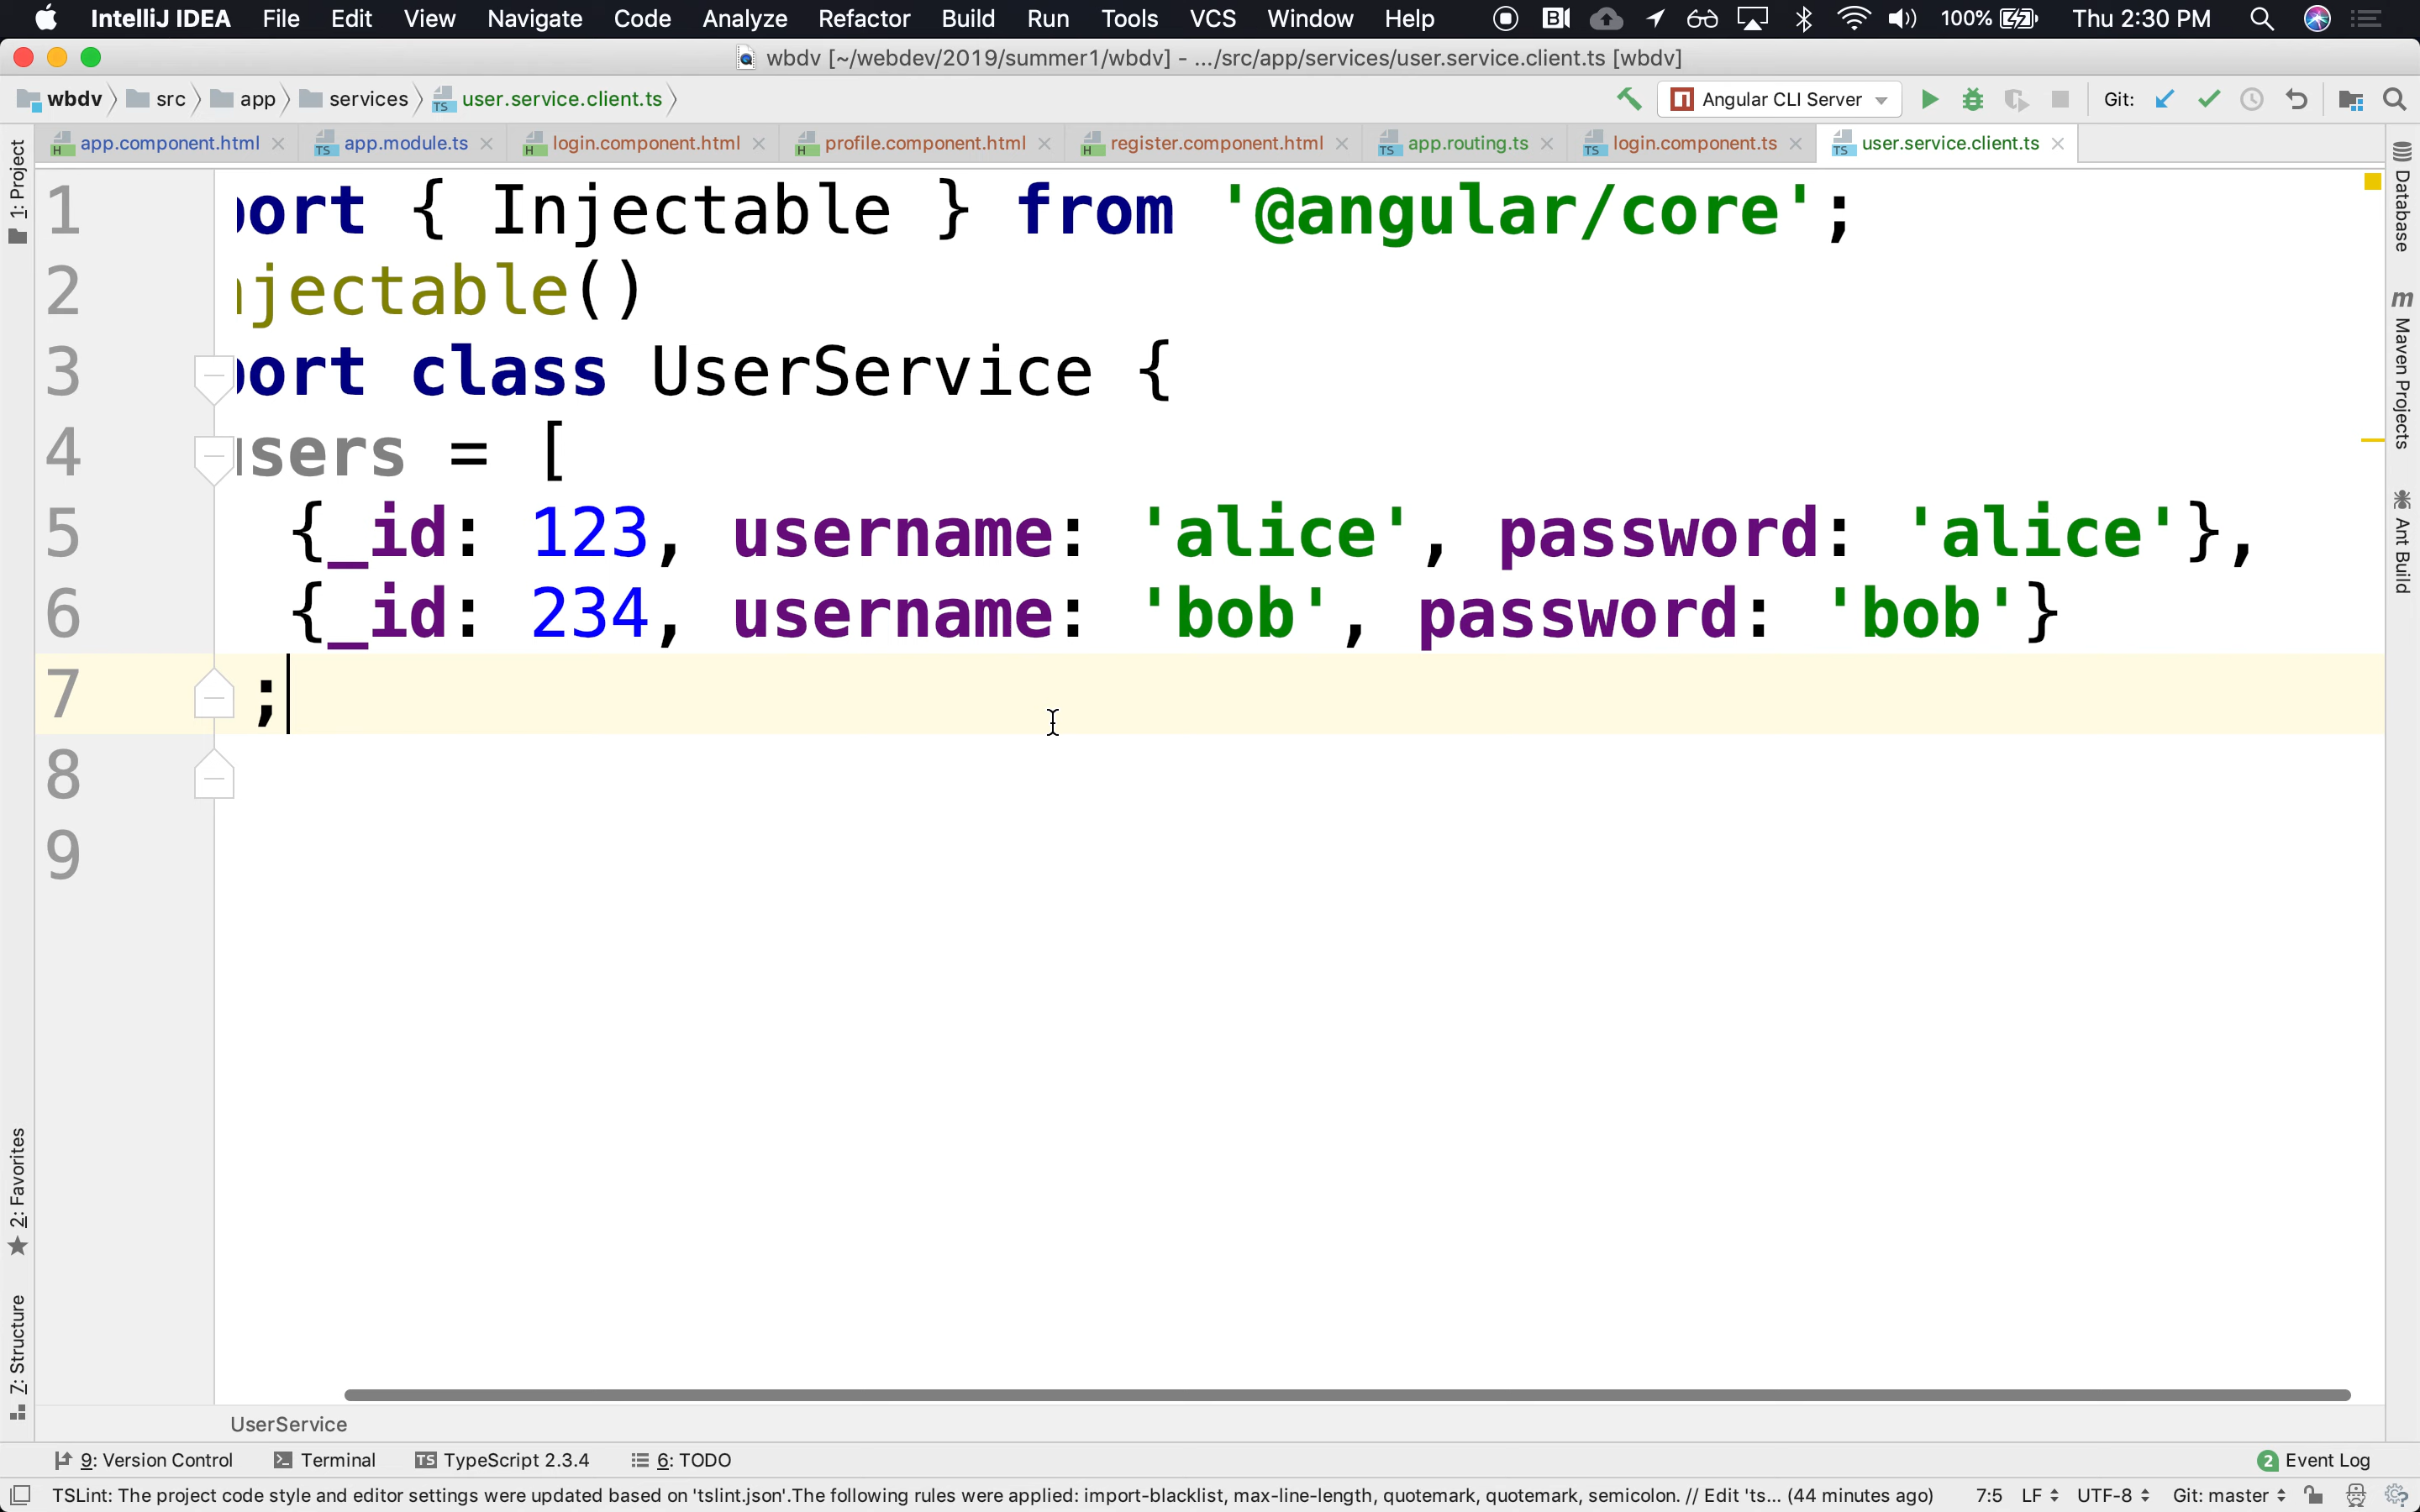 IntelliJ IDEA File Edit View Navigate Code Analyze Refactor Build Run Tools VCS Window Help 100% Thu 2:30 PM
wbdv [~/webdev/2019/summer1/wbdv] - .../src/app/services/user.service.client.ts [wbdv]
wbdv src app services user.service.client.ts Angular CLI Server Git:
app.component.html app.module.ts login.component.html profile.component.html register.component.html app.routing.ts login.component.ts user.service.client.ts
1: Project
Database
Maven Projects
Ant Build
1 port { Injectable } from '@angular/core';
2 njectable()
3 port class UserService {
4 users = [
5 {_id: 123, username: 'alice', password: 'alice'},
6 {_id: 234, username: 'bob', password: 'bob'}
7 ;
8
9
2: Favorites
7: Structure
UserService
9: Version Control Terminal TypeScript 2.3.4 6: TODO 2 Event Log
TSLint: The project code style and editor settings were updated based on 'tslint.json'.The following rules were applied: import-blacklist, max-line-length, quotemark, quotemark, semicolon. // Edit 'ts... (44 minutes ago) 7:5 LF UTF-8 Git: master